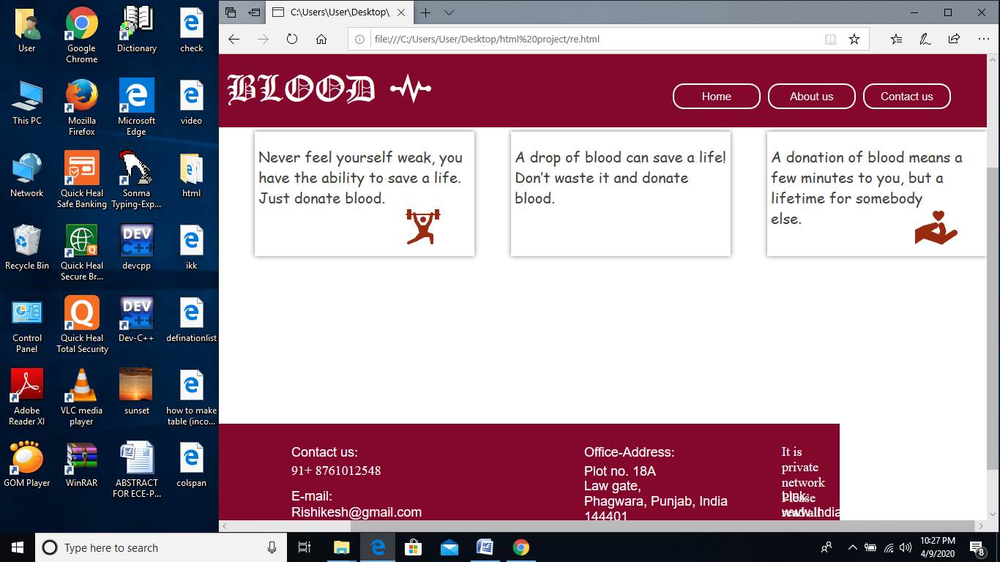 User
Google
Chrome
Dictionary
check
This PC
Mozilla
Firefox
Microsoft
Edge
video
Network
Quick Heal
Safe Banking
Sonma
Typing-Exp...
html
Recycle Bin
Quick Heal
Secure Br...
DEV
C++
devcpp
ikk
Control
Panel
Quick Heal
Total Security
DEV
C++
Dev-C++
definationlist
Adobe
Reader XI
VLC media
player
sunset
how to make
table (inco...
GOM Player
WinRAR
ABSTRACT
FOR ECE-P...
colspan
C:\Users\User\Desktop\
file:///C:/Users/User/Desktop/html%20project/re.html
BLOOD
Home
About us
Contact us
Never feel yourself weak, you
have the ability to save a life.
Just donate blood.
A drop of blood can save a life!
Don't waste it and donate
blood.
A donation of blood means a
few minutes to you, but a
lifetime for somebody
else.
Contact us:
91+ 8761012548
E-mail:
Rishikesh@gmail.com
Office-Address:
Plot no. 18A
Law gate,
Phagwara, Punjab, India
144401
It is
private
network
Please
read all
Type here to search
10:27 PM
4/9/2020
8